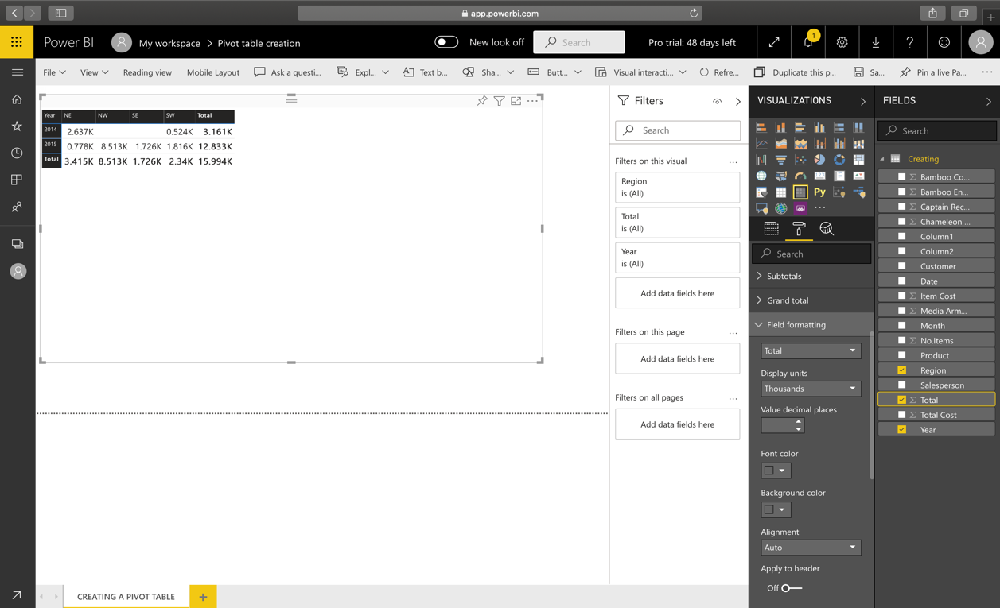 app.powerbi.com
Power BI
My workspace > Pivot table creation
New look off
Search
Pro trial: 48 days left
1
File
View
Reading view
Mobile Layout
Ask a questi...
Expl...
Text b...
Sha...
Butt...
Visual interacti...
Refre...
Duplicate this p...
Sa...
Pin a live Pa...
Year NE NW SE SW Total
2014 2.637K 0.524K 3.161K
2015 0.778K 8.513K 1.726K 1.816K 12.833K
Total 3.415K 8.513K 1.726K 2.34K 15.994K
Filters
Search
Filters on this visual
Region
is (All)
Total
is (All)
Year
is (All)
Add data fields here
Filters on this page
Add data fields here
Filters on all pages
Add data fields here
VISUALIZATIONS
Py
Search
Subtotals
Grand total
Field formatting
Total
Display units
Thousands
Value decimal places
Font color
Background color
Alignment
Auto
Apply to header
Off
FIELDS
Search
Creating
Σ Bamboo Co...
Σ Bamboo En...
Σ Captain Rec...
Σ Chameleon ...
Column1
Column2
Customer
Date
Σ Item Cost
Σ Media Arm...
Month
Σ No.Items
Product
Region
Salesperson
Σ Total
Σ Total Cost
Year
CREATING A PIVOT TABLE